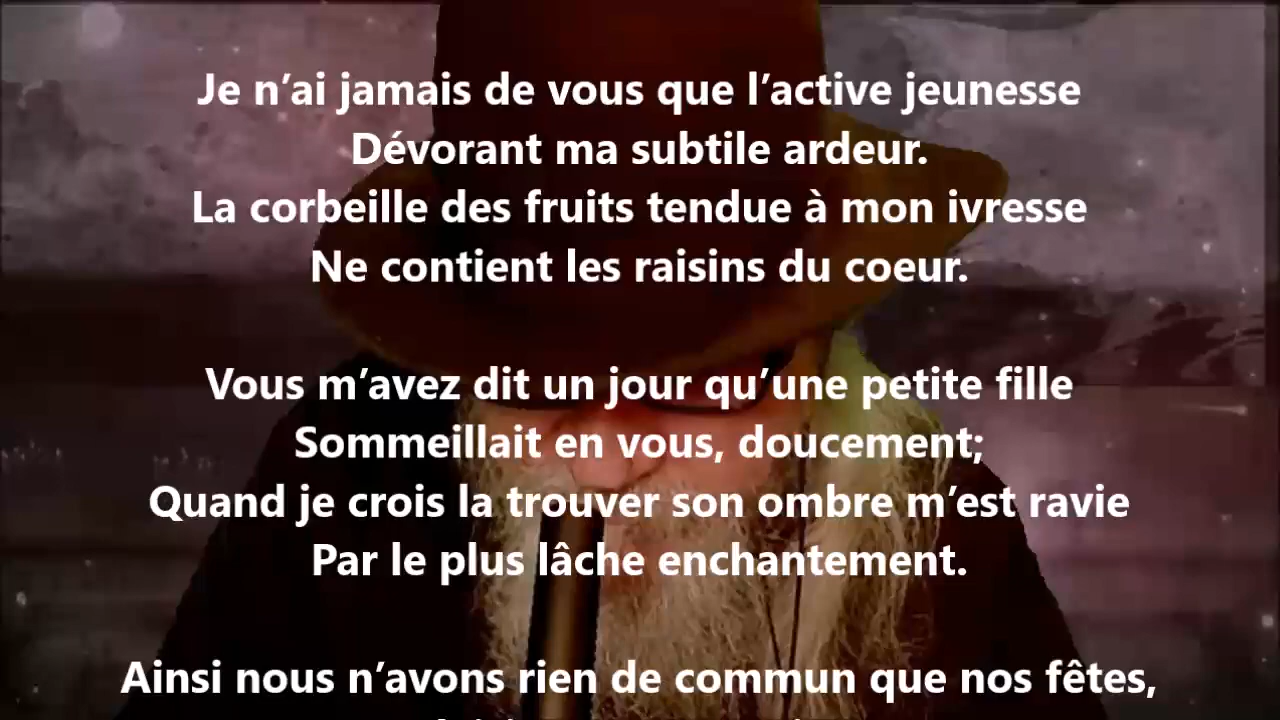 Je n’ai jamais de vous que l’active jeunesse
Dévorant ma subtile ardeur.
La corbeille des fruits tendue à mon ivresse
Ne contient les raisins du coeur.
Vous m’avez dit un jour qu’une petite fille
Sommeillait en vous, doucement;
Quand je crois la trouver son ombre m’est ravie
Par le plus lâche enchantement.
Ainsi nous n’avons rien de commun que nos fêtes,